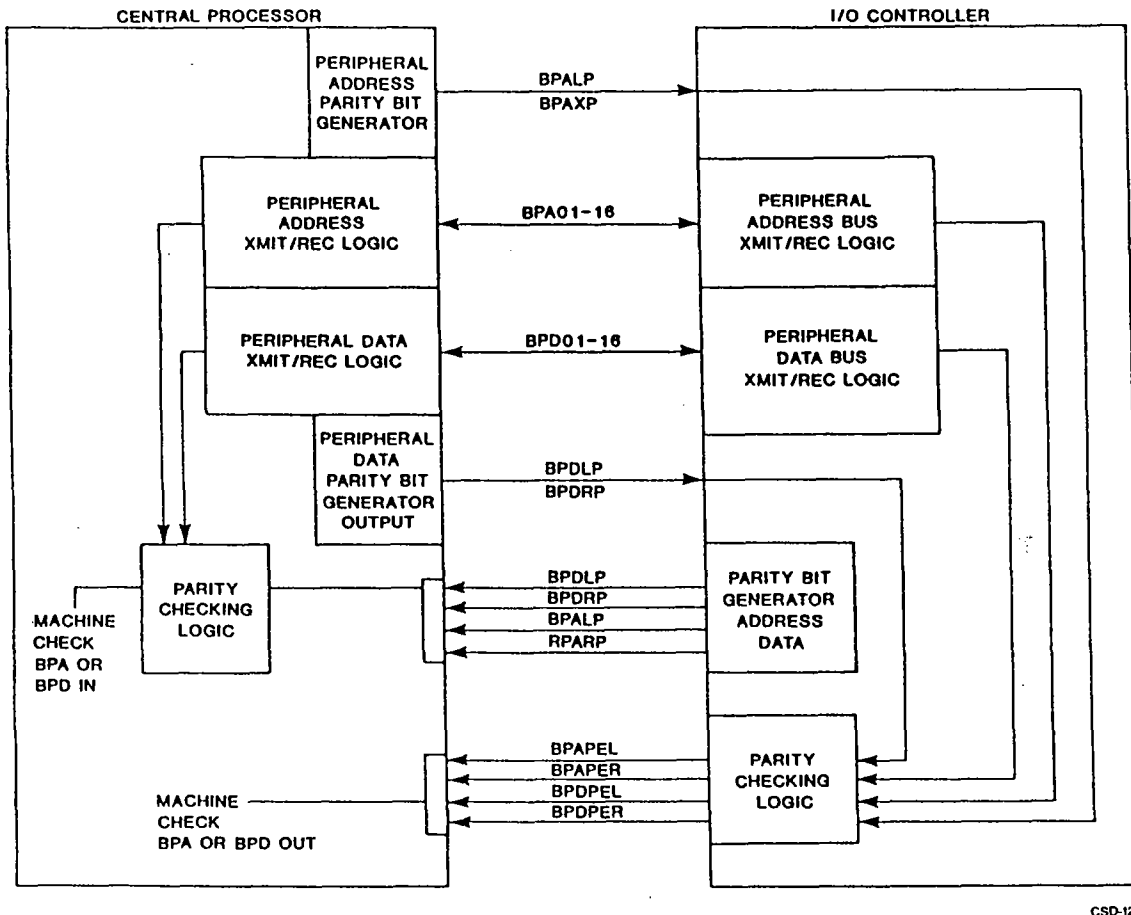 CENTRAL PROCESSOR
I/O CONTROLLER
PERIPHERAL
ADDRESS
PARITY BIT
GENERATOR
BPALP
BPAXP
PERIPHERAL
ADDRESS
XMIT/REC LOGIC
BPA01-16
PERIPHERAL
ADDRESS BUS
XMIT/REC LOGIC
PERIPHERAL DATA
XMIT/REC LOGIC
BPD01-16
PERIPHERAL
DATA BUS
XMIT/REC LOGIC
PERIPHERAL
DATA
PARITY BIT
GENERATOR
OUTPUT
BPDLP
BPDRP
PARITY
CHECKING
LOGIC
MACHINE
CHECK
BPA OR
BPD IN
BPDLP
BPDRP
BPALP
RPARP
PARITY BIT
GENERATOR
ADDRESS
DATA
MACHINE
CHECK
BPA OR BPD OUT
BPAPEL
BPAPER
BPDPEL
BPDPER
PARITY
CHECKING
LOGIC
CSD-12